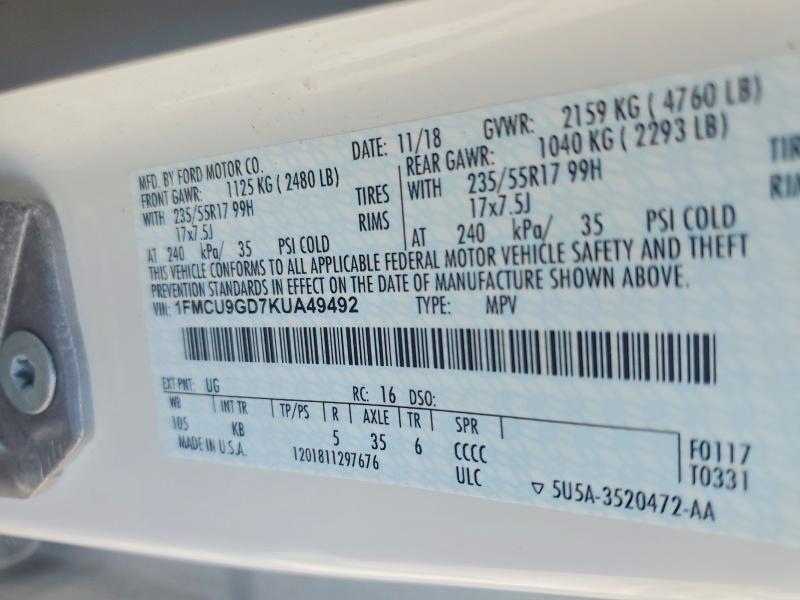 MFD. BY FORD MOTOR CO. DATE: 11/18 GVWR: 2159 KG ( 4760 LB)
FRONT GAWR: 1125 KG ( 2480 LB) REAR GAWR: 1040 KG ( 2293 LB)
WITH 235/55R17 99H TIRES WITH 235/55R17 99H
17x7.5J RIMS 17x7.5J
AT 240 kPa/ 35 PSI COLD AT 240 kPa/ 35 PSI COLD
THIS VEHICLE CONFORMS TO ALL APPLICABLE FEDERAL MOTOR VEHICLE SAFETY AND THEFT
PREVENTION STANDARDS IN EFFECT ON THE DATE OF MANUFACTURE SHOWN ABOVE.
VIN: 1FMCU9GD7KUA49492 TYPE: MPV
EXT PNT: UG RC: 16 DSO:
WB INT TR TP/PS R AXLE TR SPR
105 KB 5 35 6 CCCC F0117
MADE IN U.S.A. 1201811297676 ULC T0331
▽ 5U5A-3520472-AA